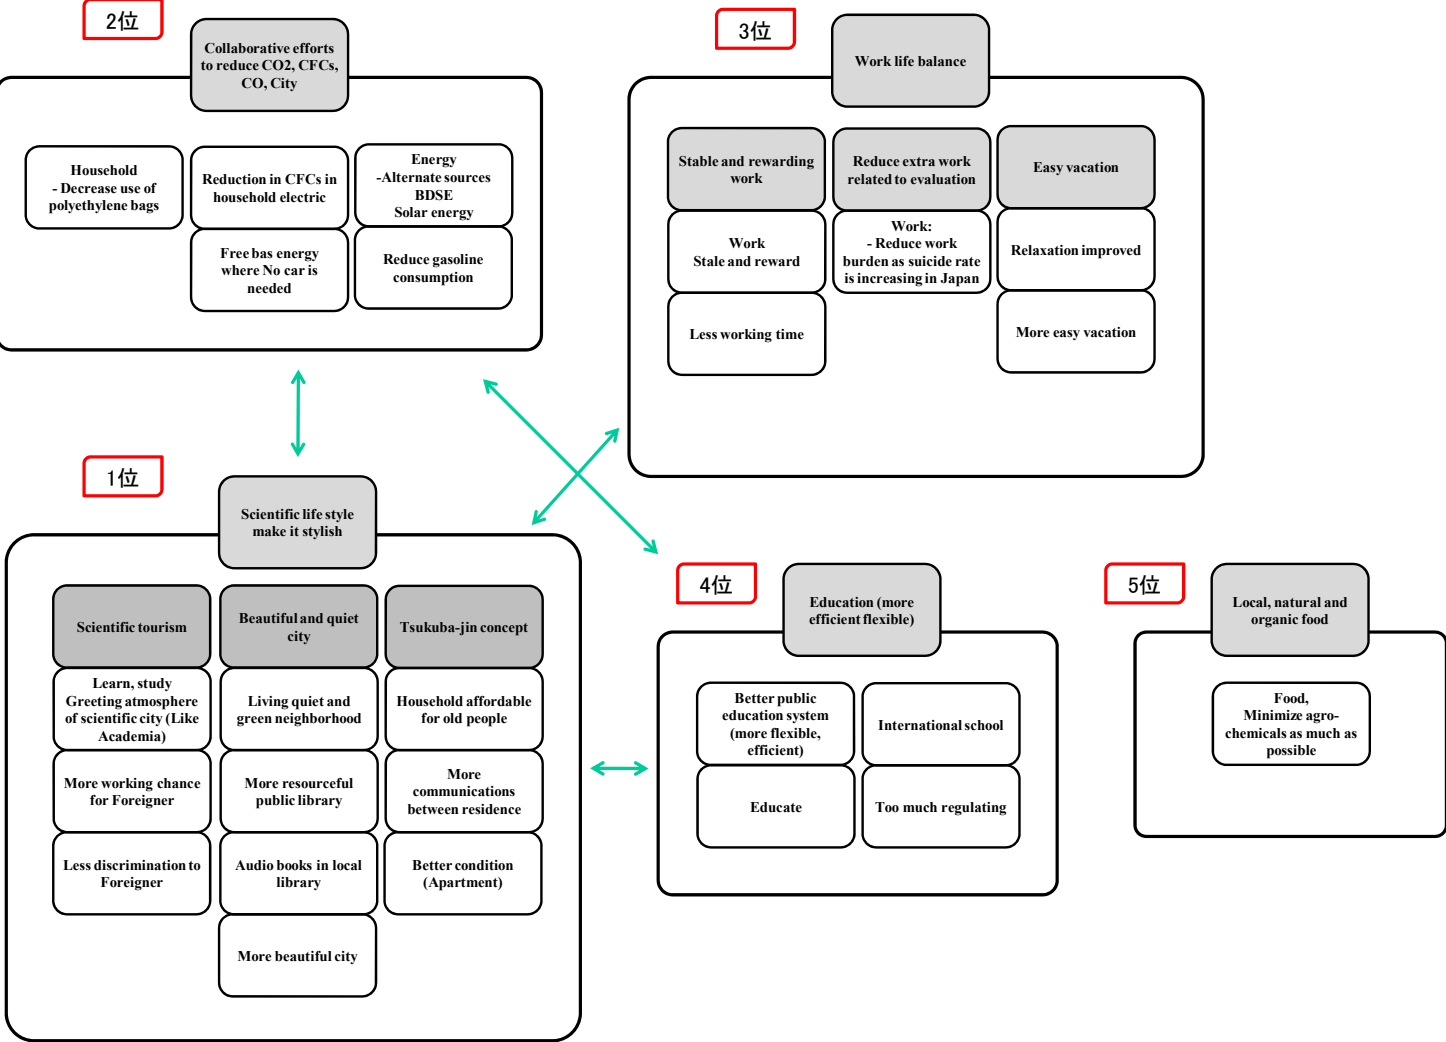 2位
Collaborative efforts
to reduce CO2, CFCs,
CO, City
Household
- Decrease use of
polyethylene bags
Reduction in CFCs in
household electric
Free bas energy
where No car is
needed
Energy
-Alternate sources
BDSE
Solar energy
Reduce gasoline
consumption
3位
Work life balance
Stable and rewarding
work
Work
Stale and reward
Less working time
Reduce extra work
related to evaluation
Work:
- Reduce work
burden as suicide rate
is increasing in Japan
Easy vacation
Relaxation improved
More easy vacation
1位
Scientific life style
make it stylish
Scientific tourism
Learn, study
Greeting atmosphere
of scientific city (Like
Academia)
More working chance
for Foreigner
Less discrimination to
Foreigner
Beautiful and quiet
city
Living quiet and
green neighborhood
More resourceful
public library
Audio books in local
library
More beautiful city
Tsukuba-jin concept
Household affordable
for old people
More
communications
between residence
Better condition
(Apartment)
4位
Education (more
efficient flexible)
Better public
education system
(more flexible,
efficient)
Educate
International school
Too much regulating
5位
Local, natural and
organic food
Food,
Minimize agro-
chemicals as much as
possible